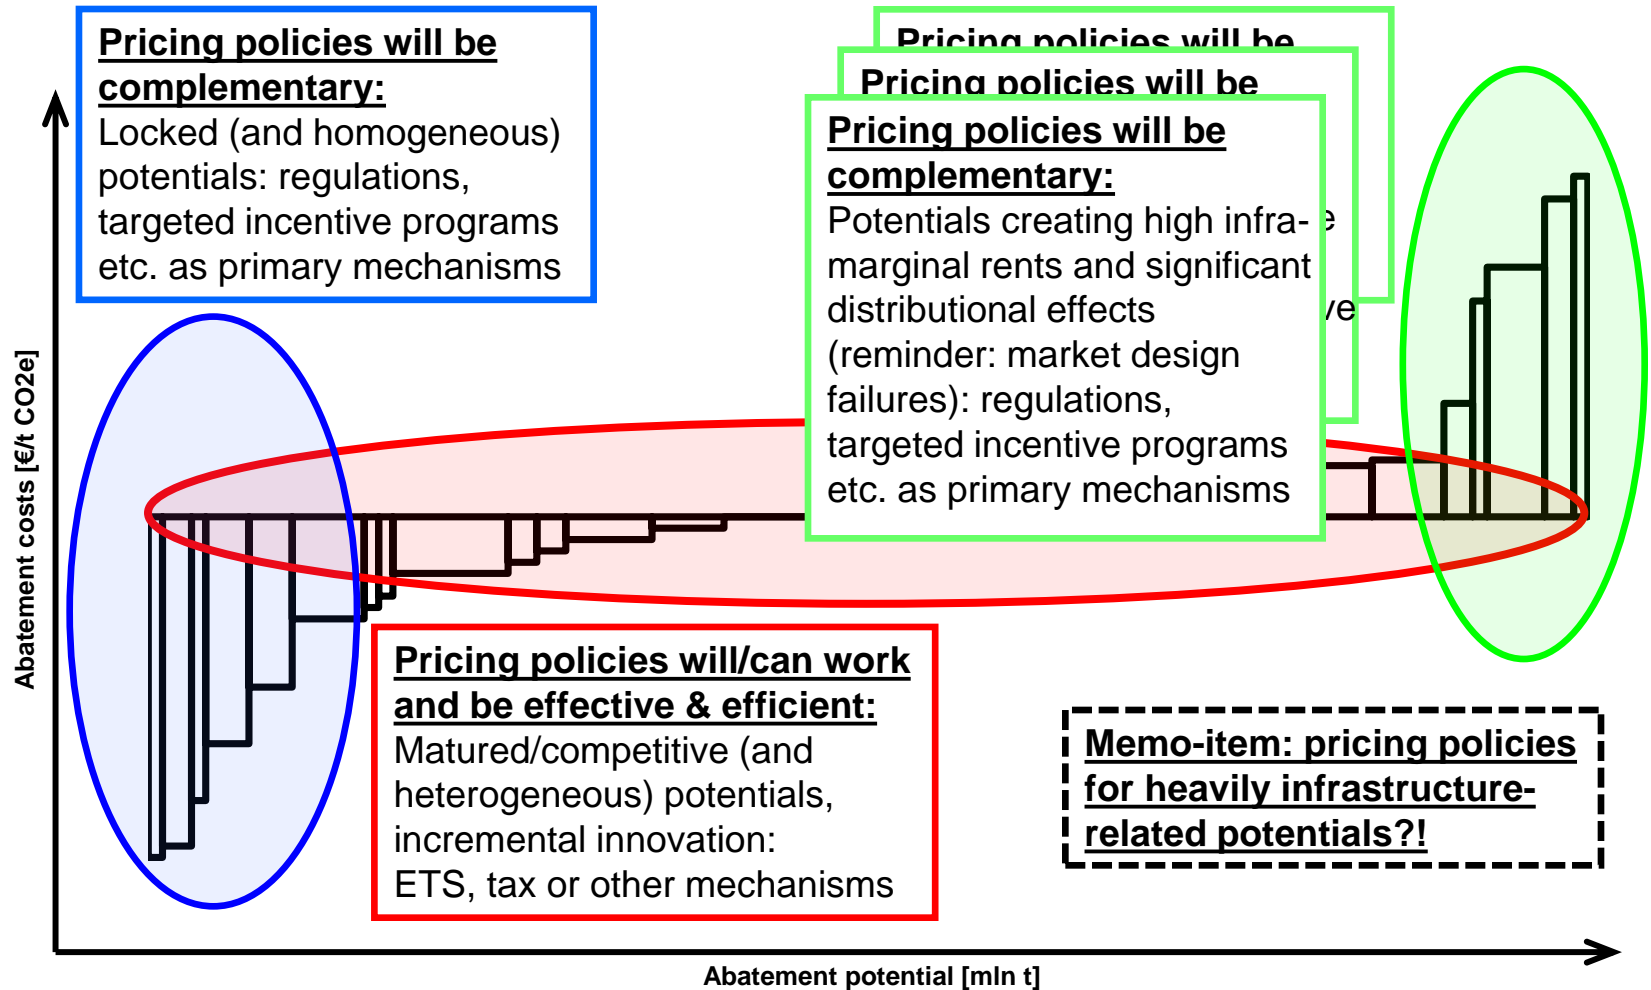 Pricing policies will be
complementary:
Locked (and homogeneous)
potentials: regulations,
targeted incentive programs
etc. as primary mechanisms
Pricing policies will be
Pricing policies will be
Pricing policies will be
complementary:
Potentials creating high infra-
marginal rents and significant
distributional effects
(reminder: market design
failures): regulations,
targeted incentive programs
etc. as primary mechanisms
e
ve
Abatement costs [€/t CO2e]
Pricing policies will/can work
and be effective & efficient:
Matured/competitive (and
heterogeneous) potentials,
incremental innovation:
ETS, tax or other mechanisms
Memo-item: pricing policies
for heavily infrastructure-
related potentials?!
Abatement potential [mln t]